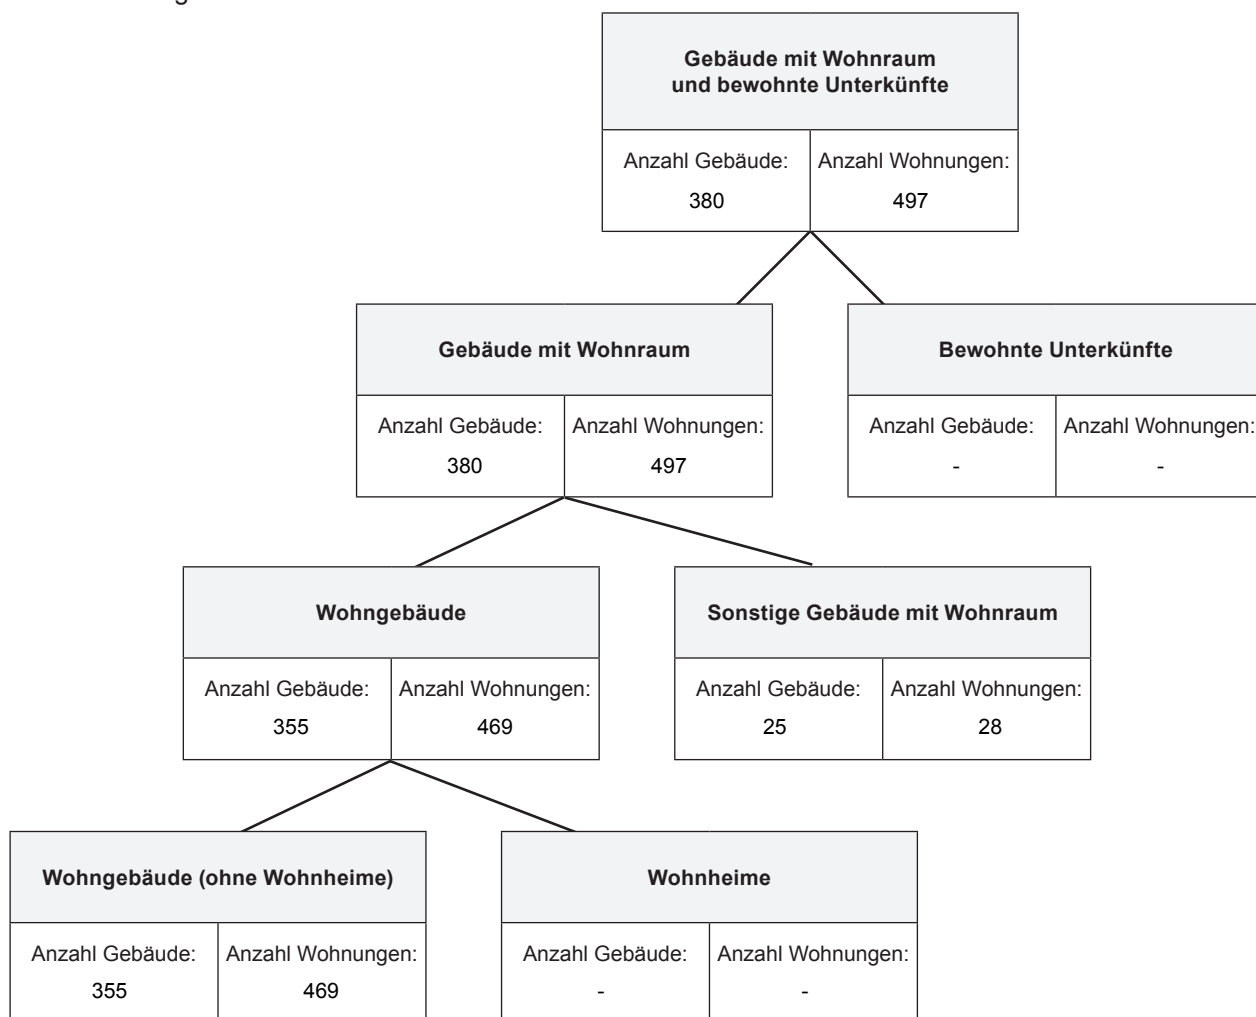 Gebäude mit Wohnraum
und bewohnte Unterkünfte
Anzahl Gebäude: Anzahl Wohnungen:
380 497
Gebäude mit Wohnraum Bewohnte Unterkünfte
Anzahl Gebäude: Anzahl Wohnungen: Anzahl Gebäude: Anzahl Wohnungen:
380 497 - -
Wohngebäude Sonstige Gebäude mit Wohnraum
Anzahl Gebäude: Anzahl Wohnungen: Anzahl Gebäude: Anzahl Wohnungen:
355 469 25 28
Wohngebäude (ohne Wohnheime) Wohnheime
Anzahl Gebäude: Anzahl Wohnungen: Anzahl Gebäude: Anzahl Wohnungen:
355 469 - -